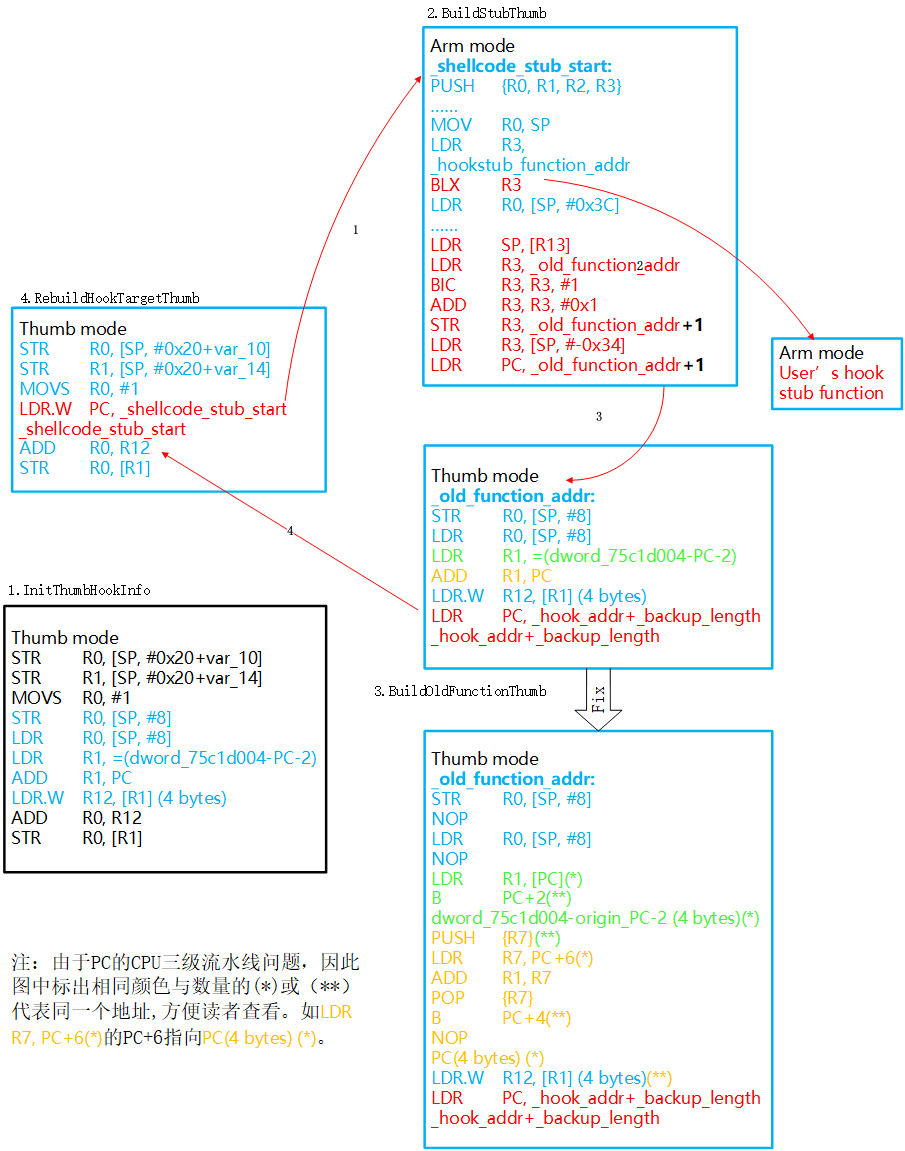 2.BuildStubThumb
Arm mode
_shellcode_stub_start:
PUSH {R0, R1, R2, R3}
......
MOV R0, SP
LDR R3,
_hookstub_function_addr
BLX R3
LDR R0, [SP, #0x3C]
......
LDR SP, [R13]
LDR R3, _old_function_addr
BIC R3, R3, #1
ADD R3, R3, #0x1
STR R3, _old_function_addr+1
LDR R3, [SP, #-0x34]
LDR PC, _old_function_addr+1
1
2
Arm mode
User’s hook
stub function
4.RebuildHookTargetThumb
Thumb mode
STR R0, [SP, #0x20+var_10]
STR R1, [SP, #0x20+var_14]
MOVS R0, #1
LDR.W PC, _shellcode_stub_start
_shellcode_stub_start
ADD R0, R12
STR R0, [R1]
3
4
Thumb mode
_old_function_addr:
STR R0, [SP, #8]
LDR R0, [SP, #8]
LDR R1, =(dword_75c1d004-PC-2)
ADD R1, PC
LDR.W R12, [R1] (4 bytes)
LDR PC, _hook_addr+_backup_length
_hook_addr+_backup_length
1.InitThumbHookInfo
Thumb mode
STR R0, [SP, #0x20+var_10]
STR R1, [SP, #0x20+var_14]
MOVS R0, #1
STR R0, [SP, #8]
LDR R0, [SP, #8]
LDR R1, =(dword_75c1d004-PC-2)
ADD R1, PC
LDR.W R12, [R1] (4 bytes)
ADD R0, R12
STR R0, [R1]
3.BuildOldFunctionThumb
Fix
Thumb mode
_old_function_addr:
STR R0, [SP, #8]
NOP
LDR R0, [SP, #8]
NOP
LDR R1, [PC](*)
B PC+2(**)
dword_75c1d004-origin_PC-2 (4 bytes)(*)
PUSH {R7}(**)
LDR R7, PC+6(*)
ADD R1, R7
POP {R7}
B PC+4(**)
NOP
PC(4 bytes) (*)
LDR.W R12, [R1] (4 bytes)(**)
LDR PC, _hook_addr+_backup_length
_hook_addr+_backup_length
注：由于PC的CPU三级流水线问题，因此
图中标出相同颜色与数量的(*)或（**）
代表同一个地址,方便读者查看。如LDR
R7, PC+6(*)的PC+6指向PC(4 bytes) (*)。